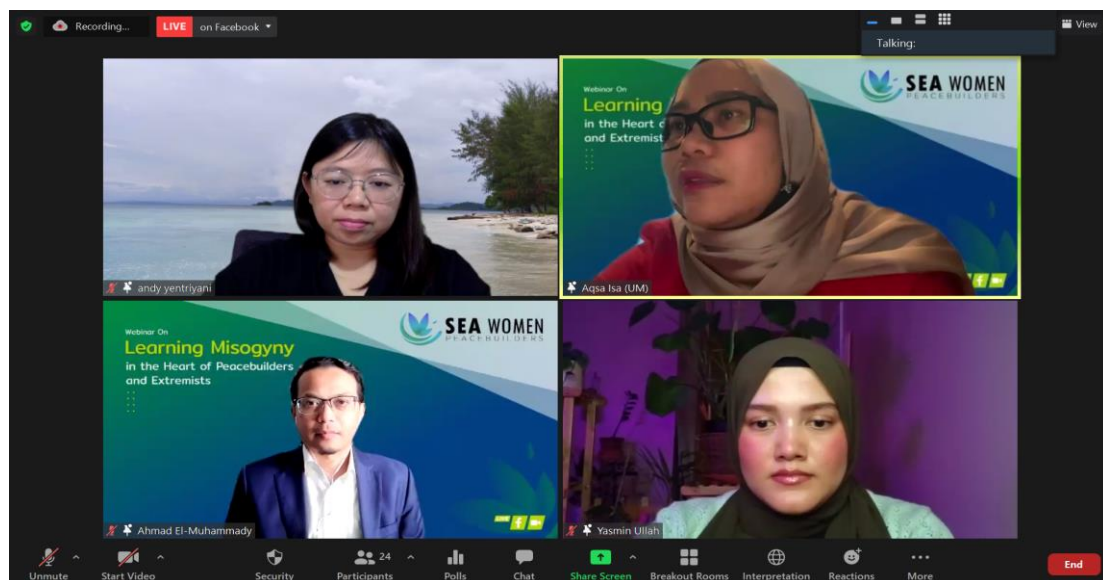 Recording...
LIVE on Facebook
View
Talking:
Webinar On
Learning
in the Heart
and Extremist
SEA WOMEN
PEACEBUILDERS
andy yentriyani
Aqsa Isa (UM)
Webinar On
Learning Misogyny
in the Heart of Peacebuilders
and Extremists
SEA WOMEN
PEACEBUILDERS
LIVE
Ahmad El-Muhammady
Yasmin Ullah
Unmute
Start Video
Security
24
Participants
Polls
Chat
Share Screen
Breakout Rooms
Interpretation
Reactions
More
End